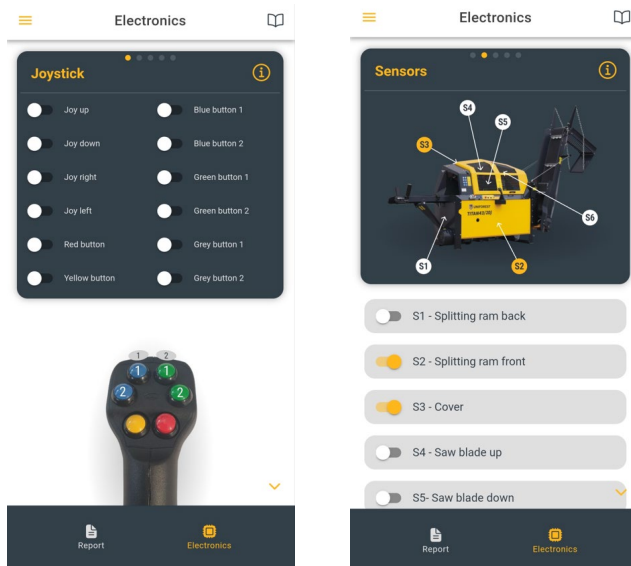 Electronics
Joystick
i
Joy up
Blue button 1
Joy down
Blue button 2
Joy right
Green button 1
Joy left
Green button 2
Red button
Grey button 1
Yellow button
Grey button 2
1 2
1 1
2 2
Report
Electronics
Electronics
Sensors
i
S4
S5
S3
TITAN
S6
S1
S2
S1 - Splitting ram back
S2 - Splitting ram front
S3 - Cover
S4 - Saw blade up
S5- Saw blade down
Report
Electronics